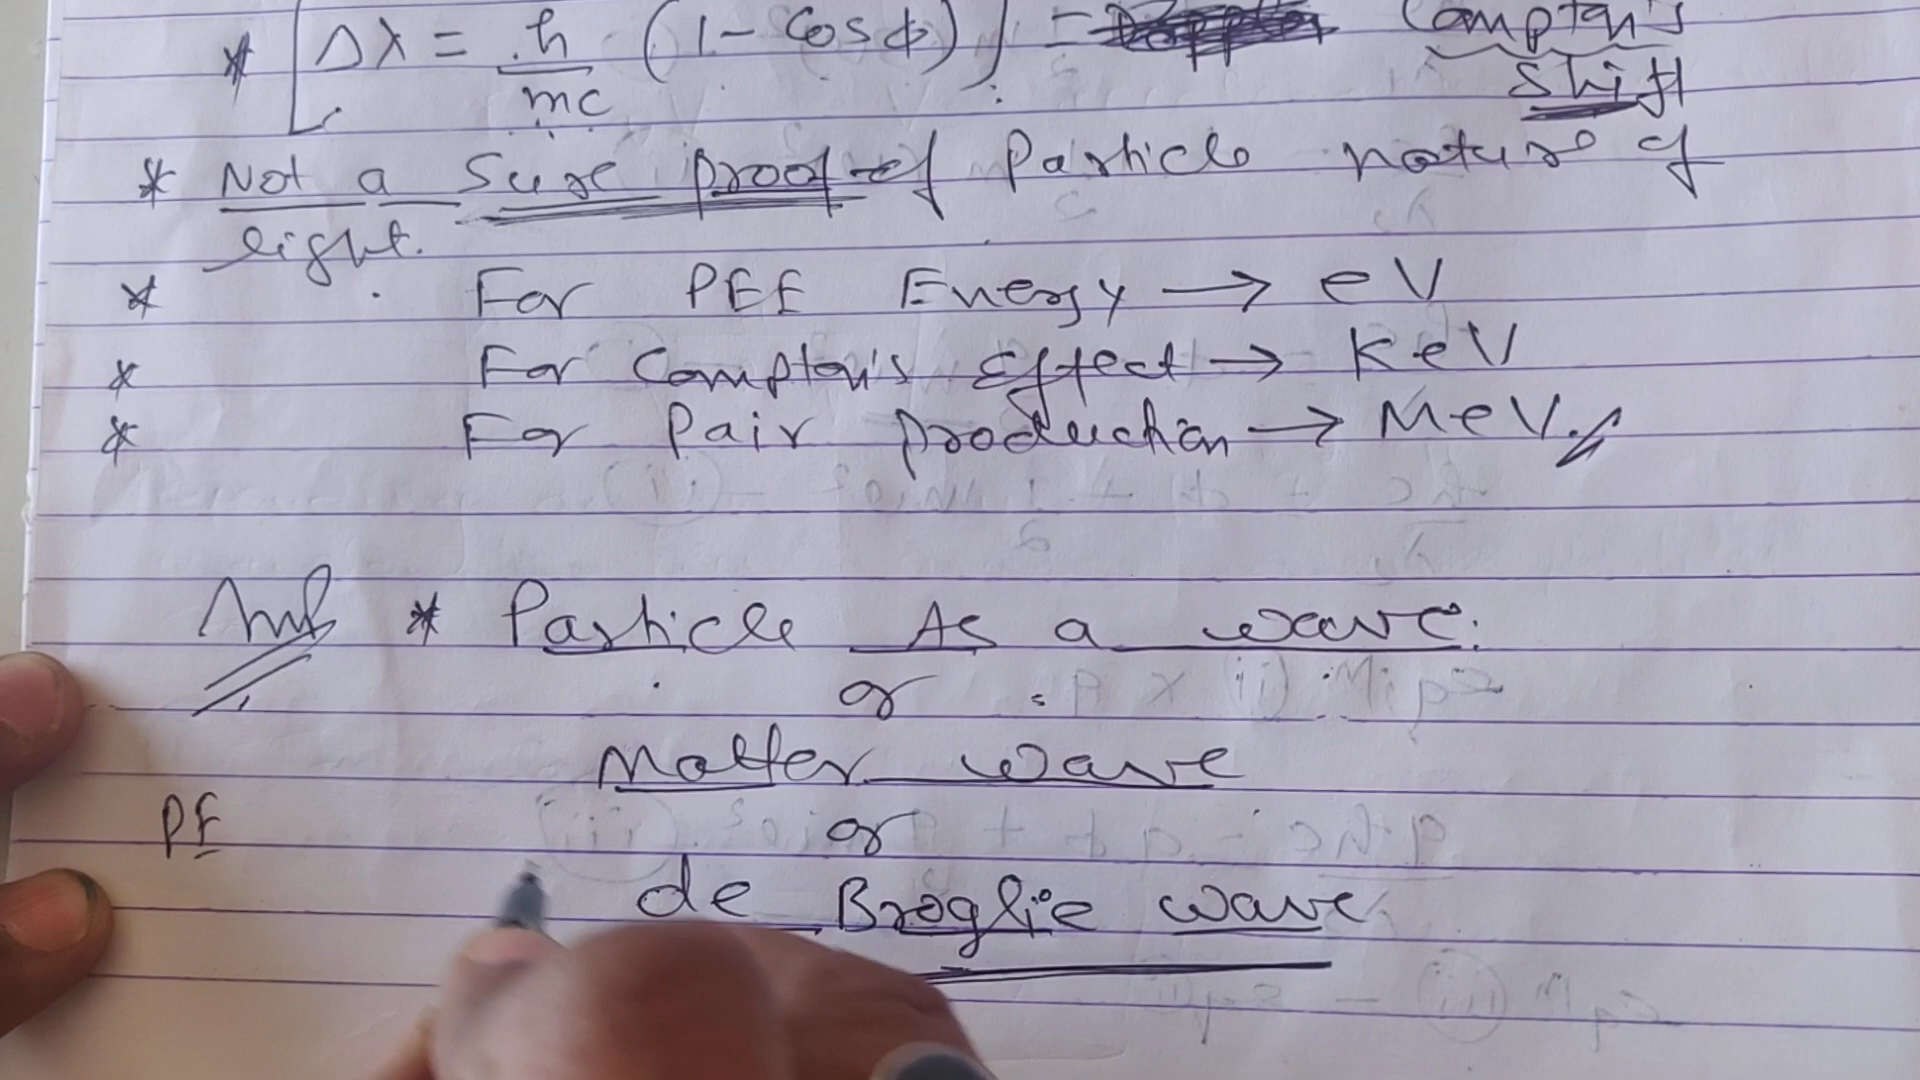 * [Δλ = h/mc (1 - Cos ϕ)] - Compton's
Shift
* Not a Sure proof of Particle nature of
light.
* For PEE Energy → eV
* For Compton's Effect → KeV
* For Pair production → MeV.
* Particle As a wave.
or
Matter wave
or
PE
de Broglie wave